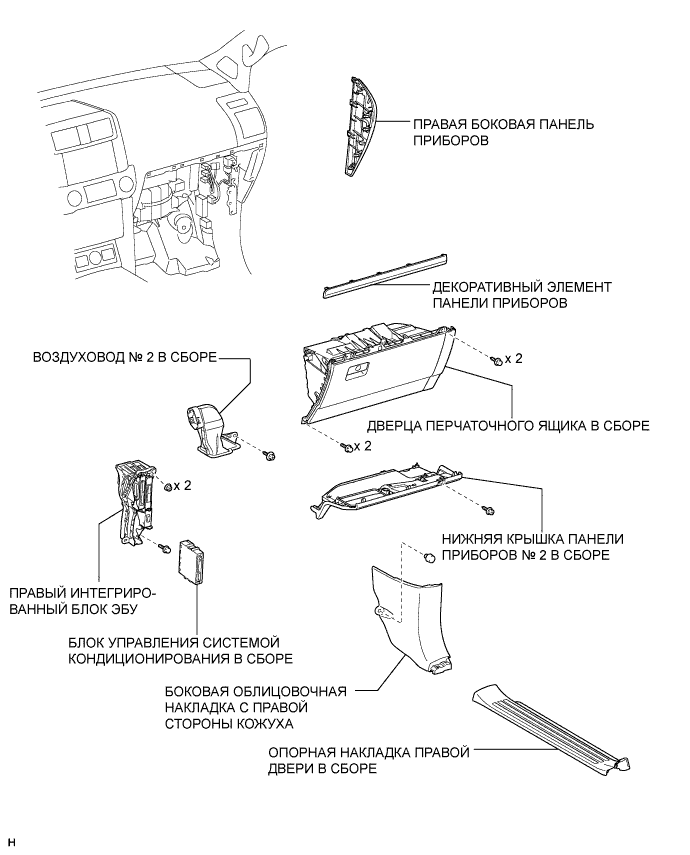 ПРАВАЯ БОКОВАЯ ПАНЕЛЬ
ПРИБОРОВ
ДЕКОРАТИВНЫЙ ЭЛЕМЕНТ
ПАНЕЛИ ПРИБОРОВ
ВОЗДУХОВОД № 2 В СБОРЕ
x 2
ДВЕРЦА ПЕРЧАТОЧНОГО ЯЩИКА В СБОРЕ
x 2
x 2
НИЖНЯЯ КРЫШКА ПАНЕЛИ
ПРИБОРОВ № 2 В СБОРЕ
ПРАВЫЙ ИНТЕГРИРО-
ВАННЫЙ БЛОК ЭБУ
БЛОК УПРАВЛЕНИЯ СИСТЕМОЙ
КОНДИЦИОНИРОВАНИЯ В СБОРЕ
БОКОВАЯ ОБЛИЦОВОЧНАЯ
НАКЛАДКА С ПРАВОЙ
СТОРОНЫ КОЖУХА
ОПОРНАЯ НАКЛАДКА ПРАВОЙ
ДВЕРИ В СБОРЕ
H